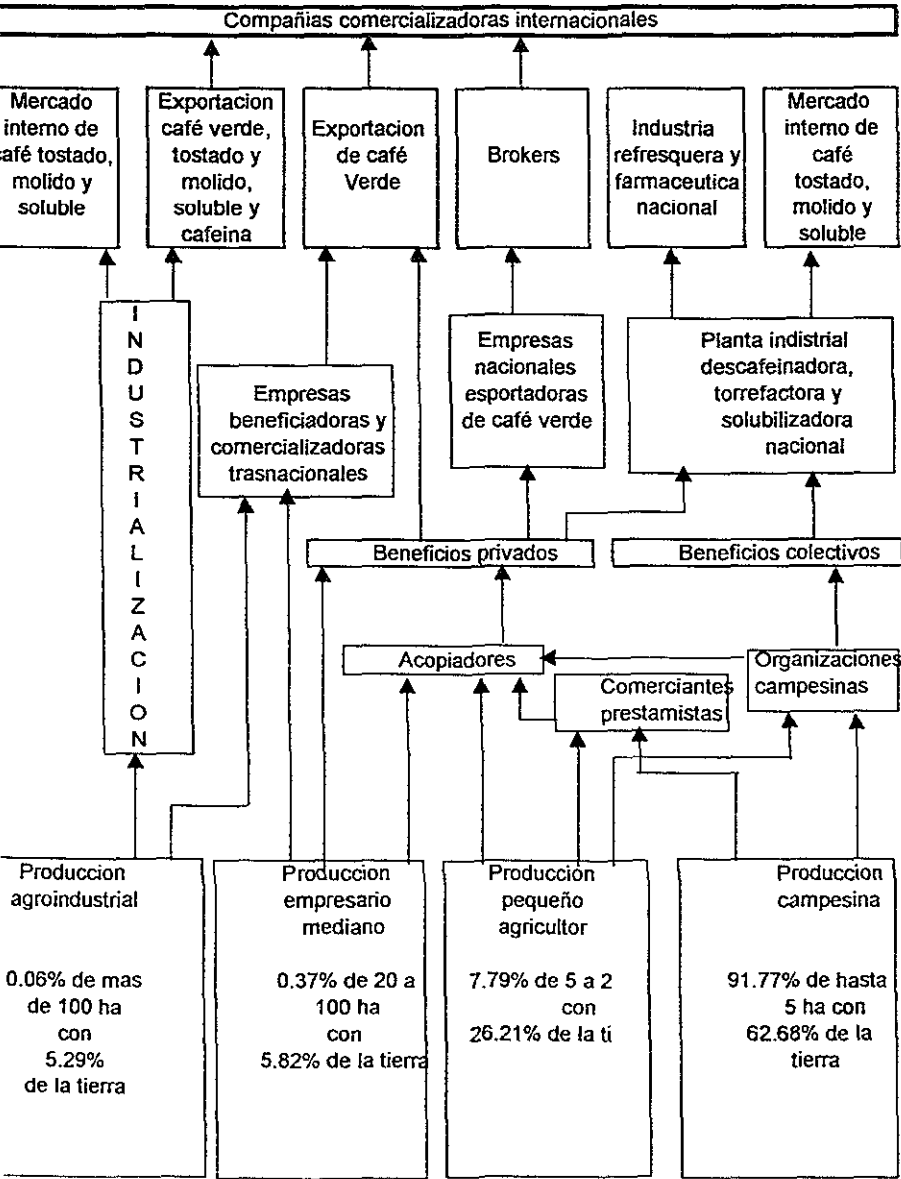 Compañias comercializadoras internacionales
Mercado
interno de
café tostado,
molido y
soluble
Exportacion
café verde,
tostado y
molido,
soluble y
cafeina
Exportacion
de café
Verde
Brokers
Industria
refresquera y
farmaceutica
nacional
Mercado
interno de
café
tostado,
molido y
soluble
INDUSTRIALIZACION
Empresas
beneficiadoras y
comercializadoras
trasnacionales
Empresas
nacionales
esportadoras
de café verde
Planta indistrial
descafeinadora,
torrefactora y
solubilizadora
nacional
Beneficios privados
Beneficios colectivos
Acopiadores
Organizaciones
campesinas
Comerciantes
prestamistas
Produccion
agroindustrial
0.06% de mas
de 100 ha
con
5.29%
de la tierra
Produccion
empresario
mediano
0.37% de 20 a
100 ha
con
5.82% de la tierra
Produccion
pequeño
agricultor
7.79% de 5 a 2
con
26.21% de la ti
Produccion
campesina
91.77% de hasta
5 ha con
62.68% de la
tierra